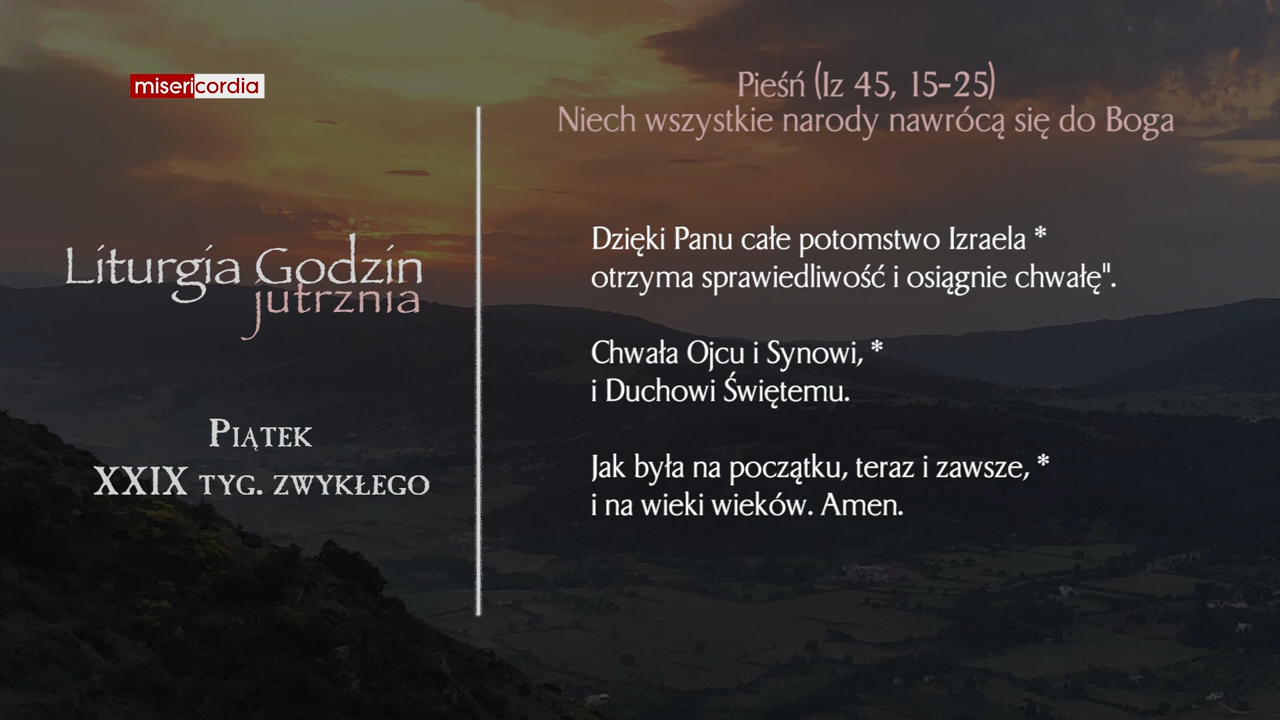 misericordia
Liturgia Godzin
jutrznia
Piątek
XXIX tyg. zwykłego
Pieśń (Iz 45, 15-25)
Niech wszystkie narody nawrócą się do Boga
Dzięki Panu całe potomstwo Izraela *
otrzyma sprawiedliwość i osiągnie chwałę".
Chwała Ojcu i Synowi, *
i Duchowi Świętemu.
Jak była na początku, teraz i zawsze, *
i na wieki wieków. Amen.